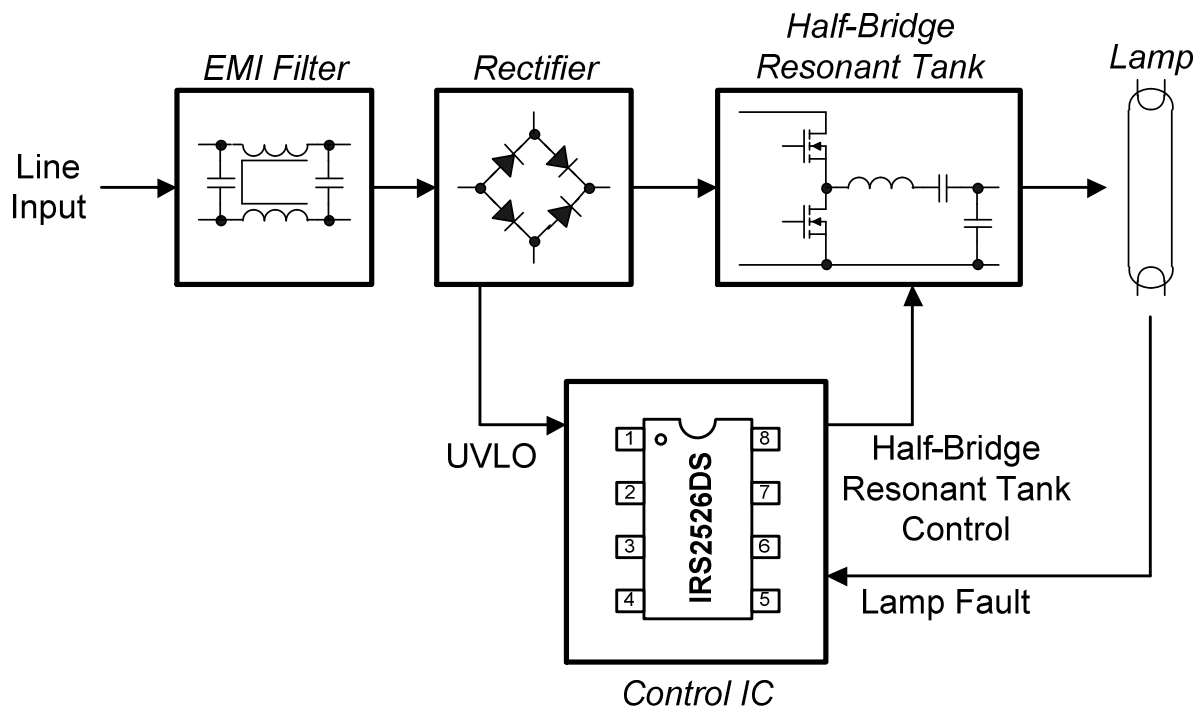 Half-Bridge
Resonant Tank
EMI Filter
Rectifier
Lamp
Line
Input
UVLO
1
2
3
4
8
7
6
5
IRS2526DS
Half-Bridge
Resonant Tank
Control
Lamp Fault
Control IC